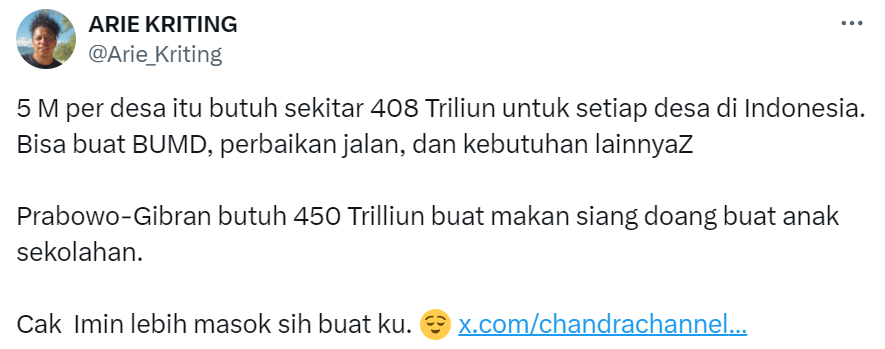 ARIE KRITING
@Arie_Kriting
5 M per desa itu butuh sekitar 408 Triliun untuk setiap desa di Indonesia.
Bisa buat BUMD, perbaikan jalan, dan kebutuhan lainnyaZ
Prabowo-Gibran butuh 450 Trilliun buat makan siang doang buat anak
sekolahan.
Cak  Imin lebih masok sih buat ku. 😌 x.com/chandrachannel...